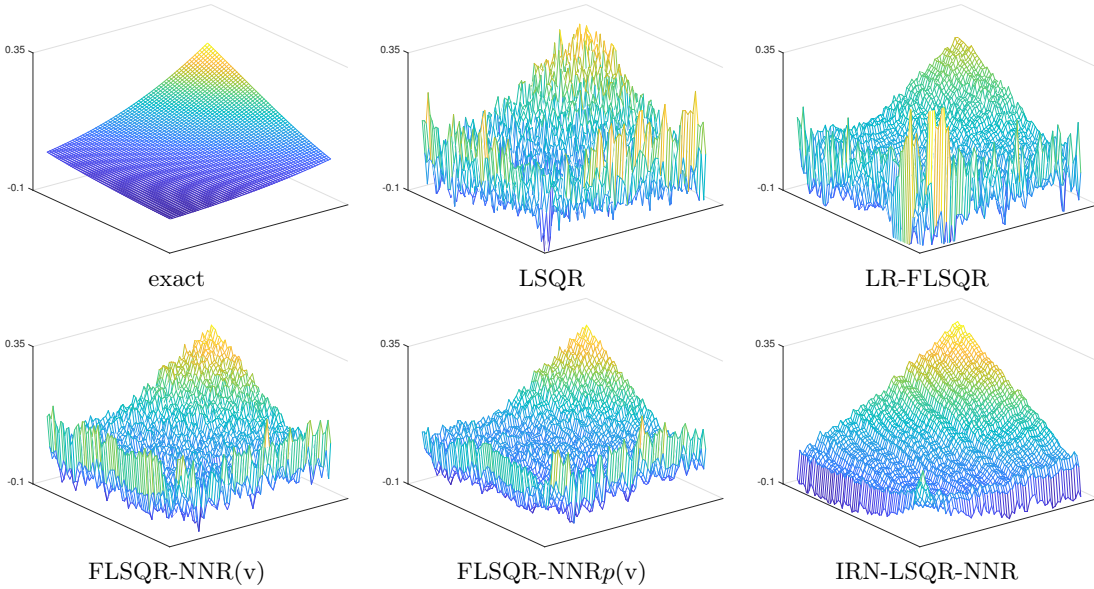 0.35
-0.1
exact
0.35
-0.1
LSQR
0.35
-0.1
LR-FLSQR
0.35
-0.1
FLSQR-NNR(v)
0.35
-0.1
FLSQR-NNRp(v)
0.35
-0.1
IRN-LSQR-NNR